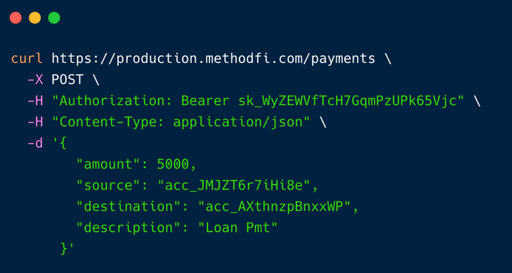 curl https://production.methodfi.com/payments \
-X POST \
-H "Authorization: Bearer sk_WyZEWVfTcH7GqmPzUPk65Vjc" \
-H "Content-Type: application/json" \
-d '{
"amount": 5000,
"source": "acc_JMJZT6r7iHi8e",
"destination": "acc_AXthnzpBnxxWP",
"description": "Loan Pmt"
}'